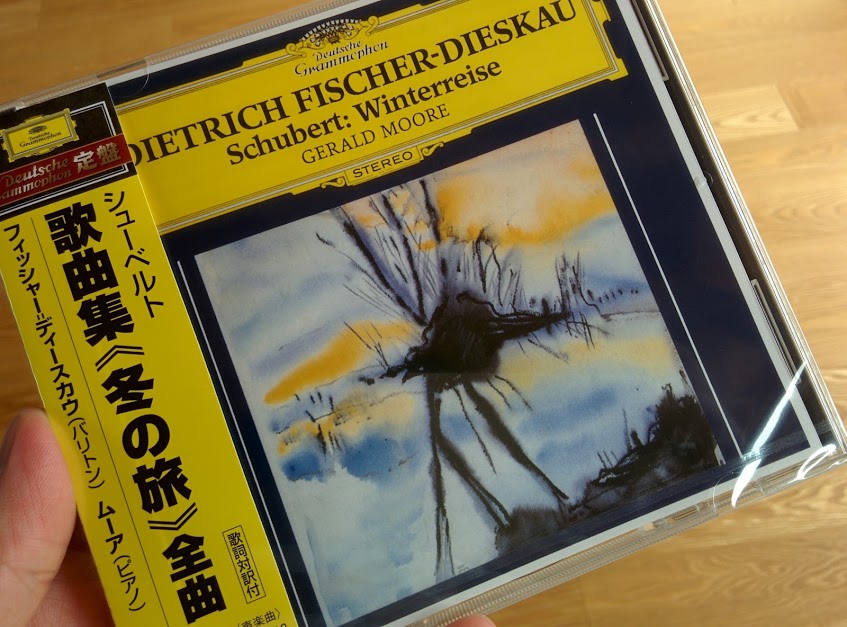 Deutsche
Grammophon
DIETRICH FISCHER-DIESKAU
Schubert: Winterreise
GERALD MOORE
STEREO
Deutsche
Grammophon
Deutsche
Grammophon 定盤
シューベルト
歌曲集《冬の旅》全曲
フィッシャー=ディースカウ(バリトン) ムーア(ピアノ)
歌詞対訳付